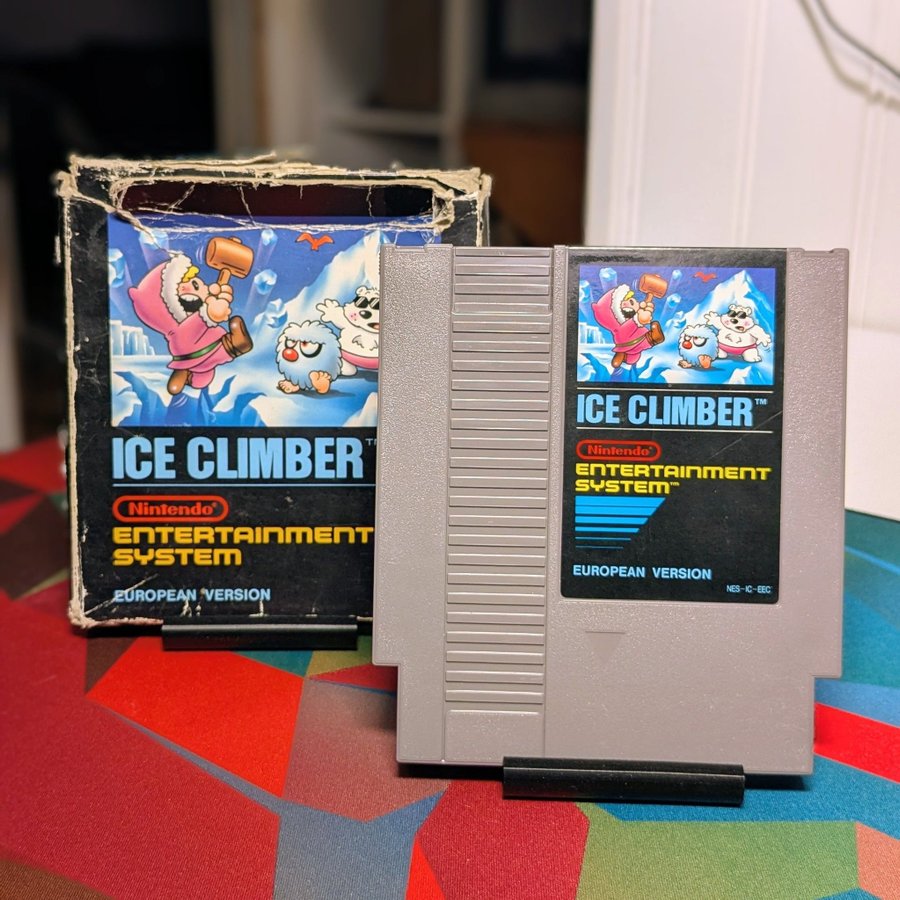 ICE CLIMBER™
Nintendo®
ENTERTAINMENT
SYSTEM
EUROPEAN VERSION
ICE CLIMBER™
Nintendo®
ENTERTAINMENT
SYSTEM™
EUROPEAN VERSION
NES-IC-EEC